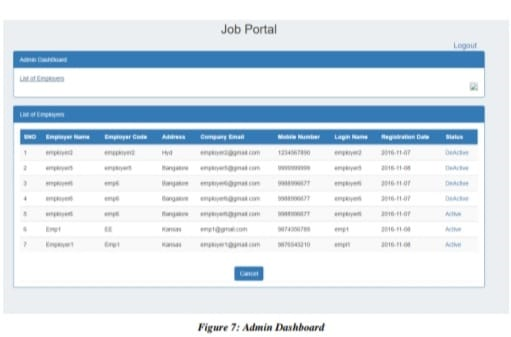 Job Portal
Logout
Admin Dashboard
List of Employers
List of Employers
SNO Employer Name Employer Code Address Company Email Mobile Number Login Name Registration Date Status
1 employer2 empployer2 Hyd employer2@gmail.com 1234567890 employer2 2016-11-07 DeActive
2 employer5 employer5 Bangalore employer5@gmail.com 9999999999 employer5 2016-11-08 DeActive
3 employer6 emp6 Bangalore employer6@gmail.com 9988996677 employer6 2016-11-07 DeActive
4 employer6 emp6 Bangalore employer6@gmail.com 9988996677 employer6 2016-11-07 DeActive
5 employer6 emp6 Bangalore employer6@gmail.com 9988996677 employer6 2016-11-07 Active
6 Emp1 EE Kansas emp1@gmail.com emp1 2016-11-08 Active
7 Employer1 Emp1 Kansas employer1@gmail.com 9876543210 empl1 2016-11-08 Active
Cancel
Figure 7: Admin Dashboard